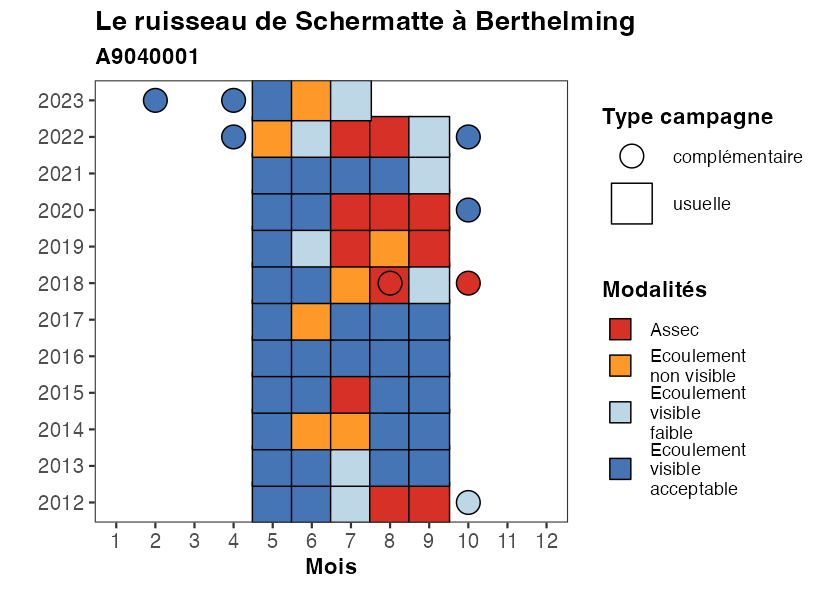 Le ruisseau de Schermatte à Berthelming
A9040001
2023
2022
2021
2020
2019
2018
2017
2016
2015
2014
2013
2012
1 2 3 4 5 6 7 8 9 10 11 12
Mois
Type campagne
complémentaire
usuelle
Modalités
Assec
Ecoulement
non visible
Ecoulement
visible
faible
Ecoulement
visible
acceptable